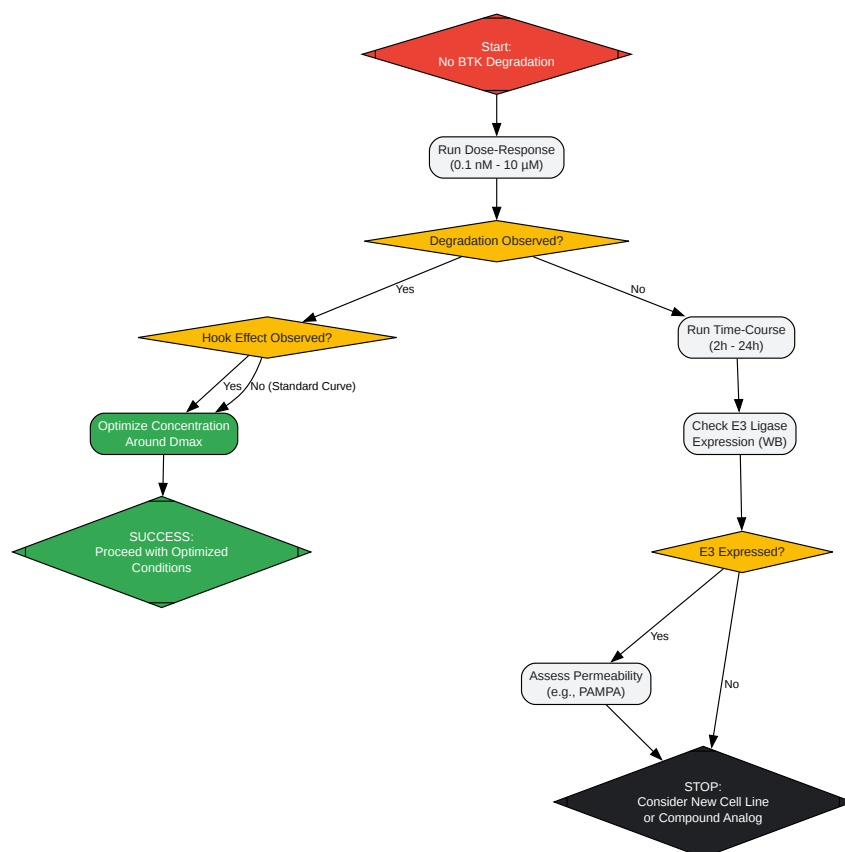 Start:
No BTK Degradation
Run Dose-Response
(0.1 nM - 10 µM)
Degradation Observed?
Yes
No
Hook Effect Observed?
Run Time-Course
(2h - 24h)
Yes
No (Standard Curve)
Optimize Concentration
Around Dmax
Check E3 Ligase
Expression (WB)
SUCCESS:
Proceed with Optimized
Conditions
E3 Expressed?
Yes
No
Assess Permeability
(e.g., PAMPA)
STOP:
Consider New Cell Line
or Compound Analog